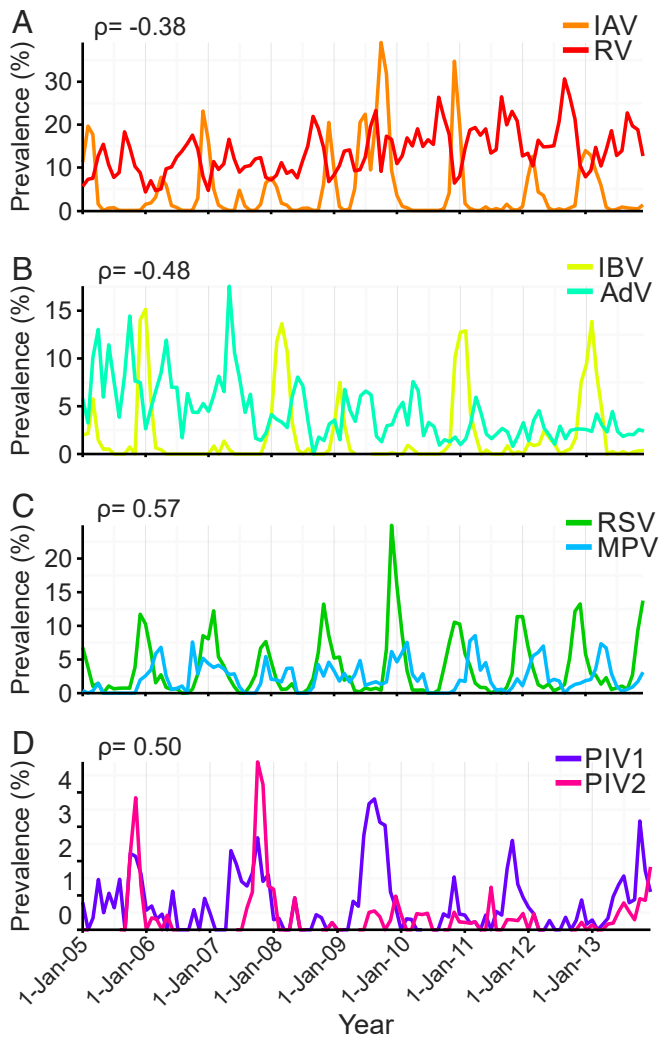 A
ρ= -0.38
IAV
RV
Prevalence (%)
30
20
10
0
B
ρ= -0.48
IBV
AdV
Prevalence (%)
15
10
5
0
C
ρ= 0.57
RSV
MPV
Prevalence (%)
20
15
10
5
0
D
ρ= 0.50
PIV1
PIV2
Prevalence (%)
4
3
2
1
0
1-Jan-05
1-Jan-06
1-Jan-07
1-Jan-08
1-Jan-09
1-Jan-10
1-Jan-11
1-Jan-12
1-Jan-13
Year